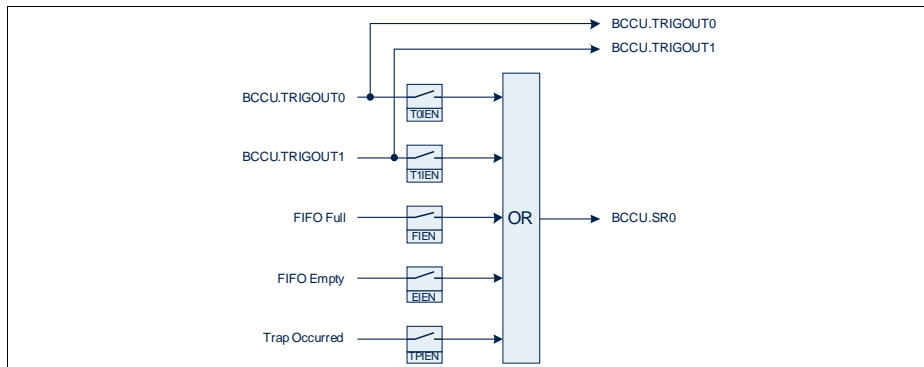 BCCU.TRIGOUT0
BCCU.TRIGOUT1
BCCU.TRIGOUT0
T0IEN
BCCU.TRIGOUT1
T1IEN
FIFO Full
FIEN
OR
BCCU.SR0
FIFO Empty
EIEN
Trap Occurred
TPIEN